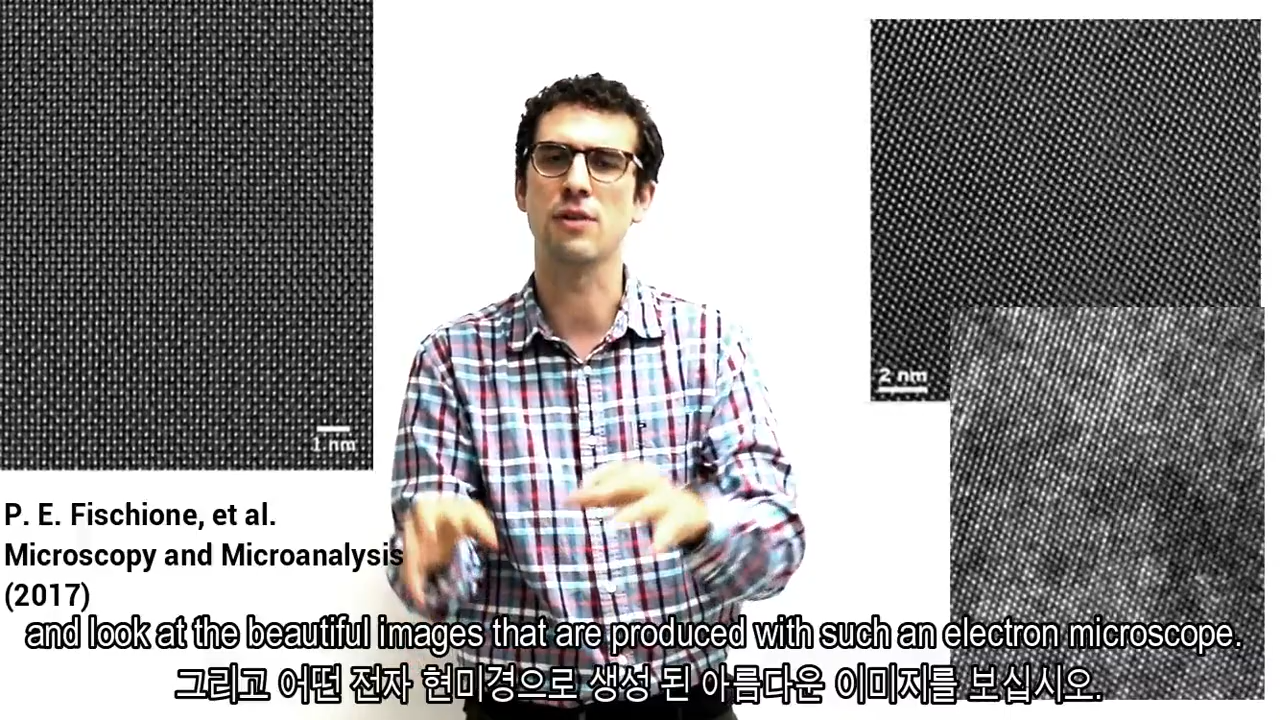 1 nm
2 nm
P. E. Fischione, et al.
Microscopy and Microanalysis
(2017)
and look at the beautiful images that are produced with such an electron microscope.
그리고 어떤 전자 현미경으로 생성 된 아름다운 이미지를 보십시오.